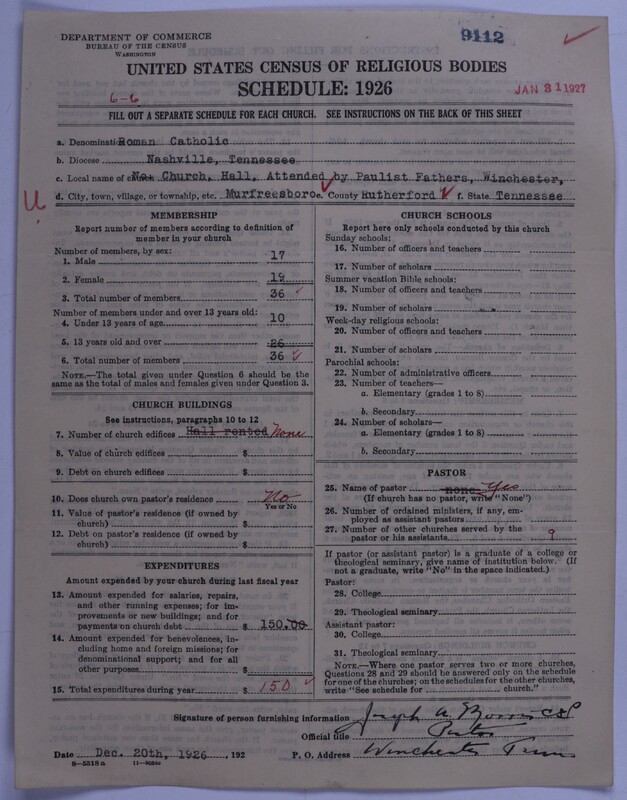 DEPARTMENT OF COMMERCE
BUREAU OF THE CENSUS
WASHINGTON
9112
UNITED STATES CENSUS OF RELIGIOUS BODIES
SCHEDULE: 1926
JAN 31 1927
6-6
FILL OUT A SEPARATE SCHEDULE FOR EACH CHURCH. SEE INSTRUCTIONS ON THE BACK OF THIS SHEET
a. Denomination Roman Catholic
b. Diocese Nashville, Tennessee
c. Local name of church No Church, Hall, Attended by Paulist Fathers, Winchester,
U.
d. City, town, village, or township, etc. Murfreesboro e. County Rutherford f. State Tennessee
MEMBERSHIP
Report number of members according to definition of
member in your church
Number of members, by sex:
1. Male 17
2. Female 19
3. Total number of members 36
Number of members under and over 13 years old:
4. Under 13 years of age 10
5. 13 years old and over 26
6. Total number of members 36
NOTE.—The total given under Question 6 should be the
same as the total of males and females given under Question 3.
CHURCH BUILDINGS
See instructions, paragraphs 10 to 12
7. Number of church edifices Hall rented None
8. Value of church edifices $
9. Debt on church edifices $
10. Does church own pastor's residence No
Yes or No
11. Value of pastor's residence (if owned by
church) $
12. Debt on pastor's residence (if owned by
church) $
EXPENDITURES
Amount expended by your church during last fiscal year
13. Amount expended for salaries, repairs,
and other running expenses; for im-
provements or new buildings; and for
payments on church debt $ 150.00
14. Amount expended for benevolences, in-
cluding home and foreign missions; for
denominational support; and for all
other purposes $
15. Total expenditures during year $ 150
CHURCH SCHOOLS
Report here only schools conducted by this church
Sunday schools:
16. Number of officers and teachers
17. Number of scholars
Summer vacation Bible schools:
18. Number of officers and teachers
19. Number of scholars
Week-day religious schools:
20. Number of officers and teachers
21. Number of scholars
Parochial schools:
22. Number of administrative officers
23. Number of teachers—
a. Elementary (grades 1 to 8)
b. Secondary
24. Number of scholars—
a. Elementary (grades 1 to 8)
b. Secondary
PASTOR
25. Name of pastor none Yes
(If church has no pastor, write "None")
26. Number of ordained ministers, if any, em-
ployed as assistant pastors
27. Number of other churches served by the
pastor or his assistants 9
If pastor (or assistant pastor) is a graduate of a college or
theological seminary, give name of institution below. (If
not a graduate, write "No" in the space indicated.)
Pastor:
28. College
29. Theological seminary
Assistant pastor:
30. College
31. Theological seminary
NOTE.—Where one pastor serves two or more churches,
Questions 28 and 29 should be answered only on the schedule
for one of the churches; on the schedules for the other churches,
write "See schedule for church."
Signature of person furnishing information Joseph A.
Official title Pastor
Date Dec. 20th, 1926, 192 P. O. Address Winchester Tenn
8—5518 a